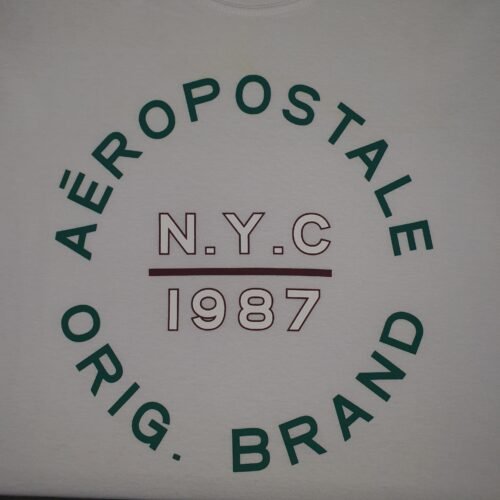 AÉROPOSTALE
N.Y.C
1987
ORIG. BRAND